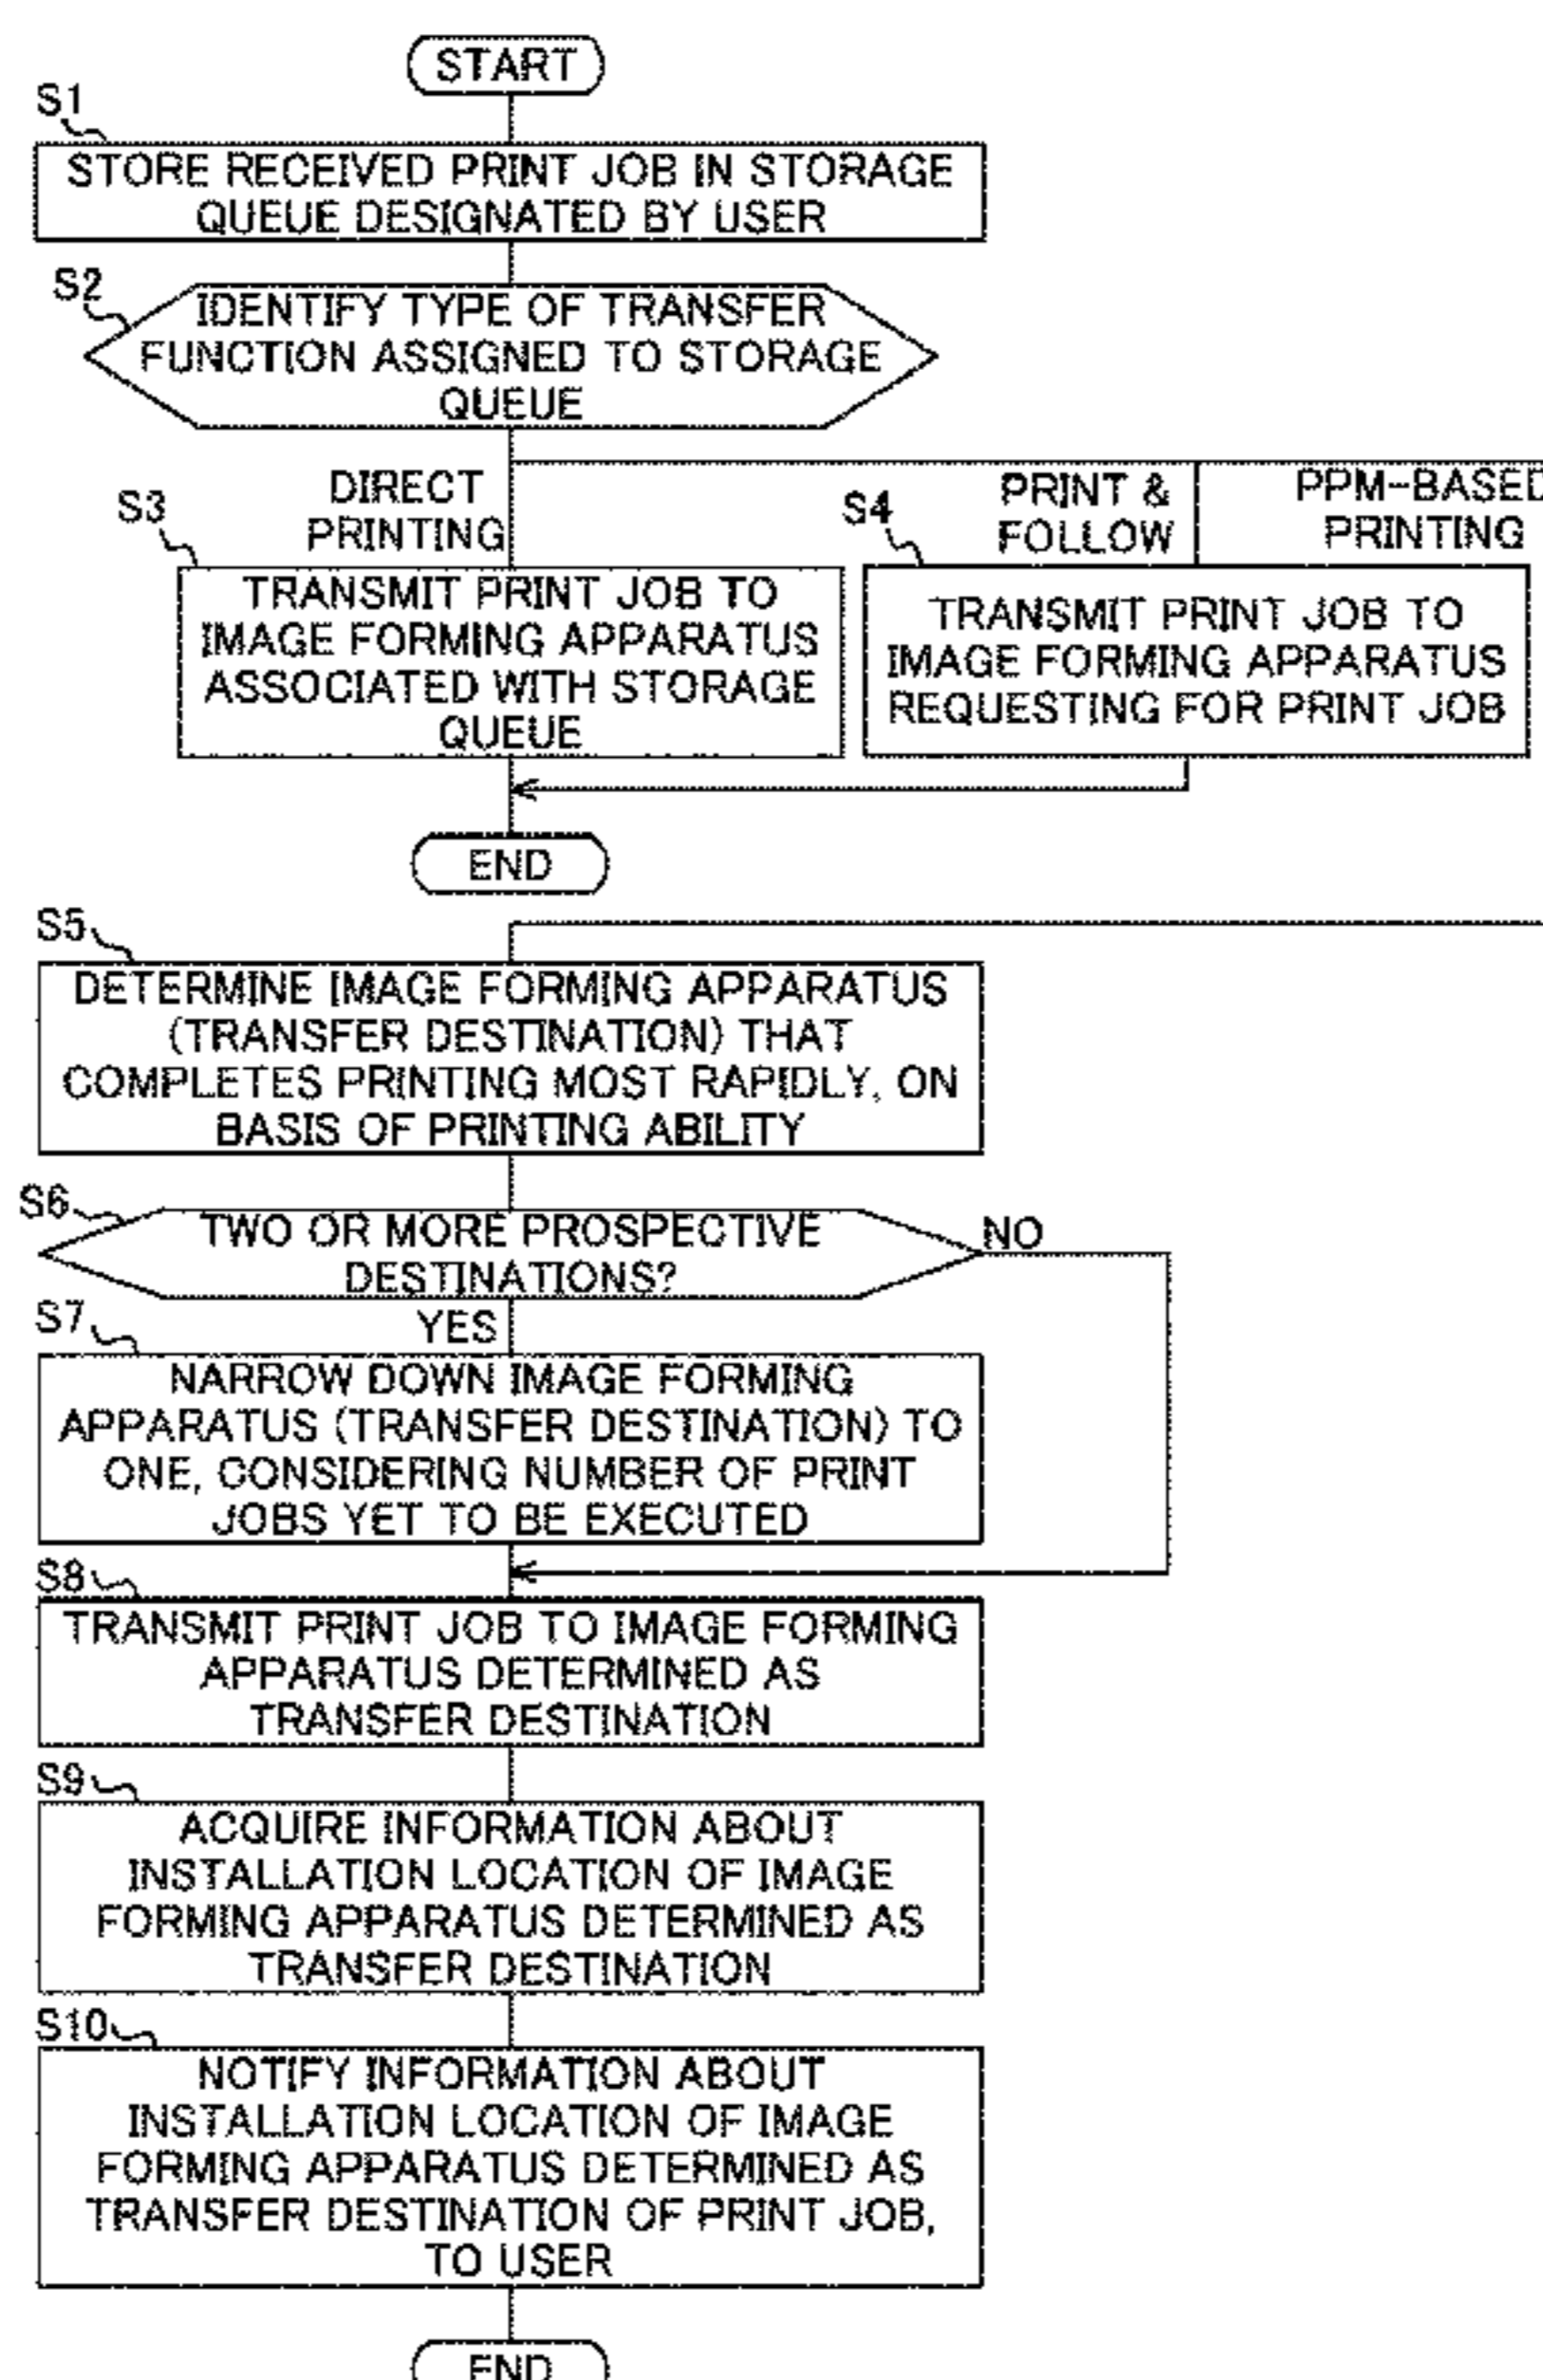 START
S1
STORE RECEIVED PRINT JOB IN STORAGE
QUEUE DESIGNATED BY USER
S2
IDENTIFY TYPE OF TRANSFER
FUNCTION ASSIGNED TO STORAGE
QUEUE
DIRECT
PRINTING
PRINT &
FOLLOW
PPM-BASED
PRINTING
S3
TRANSMIT PRINT JOB TO
IMAGE FORMING APPARATUS
ASSOCIATED WITH STORAGE
QUEUE
S4
TRANSMIT PRINT JOB TO
IMAGE FORMING APPARATUS
REQUESTING FOR PRINT JOB
END
S5
DETERMINE IMAGE FORMING APPARATUS
(TRANSFER DESTINATION) THAT
COMPLETES PRINTING MOST RAPIDLY, ON
BASIS OF PRINTING ABILITY
S6
TWO OR MORE PROSPECTIVE
DESTINATIONS?
NO
YES
S7
NARROW DOWN IMAGE FORMING
APPARATUS (TRANSFER DESTINATION) TO
ONE, CONSIDERING NUMBER OF PRINT
JOBS YET TO BE EXECUTED
S8
TRANSMIT PRINT JOB TO IMAGE FORMING
APPARATUS DETERMINED AS
TRANSFER DESTINATION
S9
ACQUIRE INFORMATION ABOUT
INSTALLATION LOCATION OF IMAGE
FORMING APPARATUS DETERMINED AS
TRANSFER DESTINATION
S10
NOTIFY INFORMATION ABOUT
INSTALLATION LOCATION OF IMAGE
FORMING APPARATUS DETERMINED AS
TRANSFER DESTINATION OF PRINT JOB,
TO USER
END